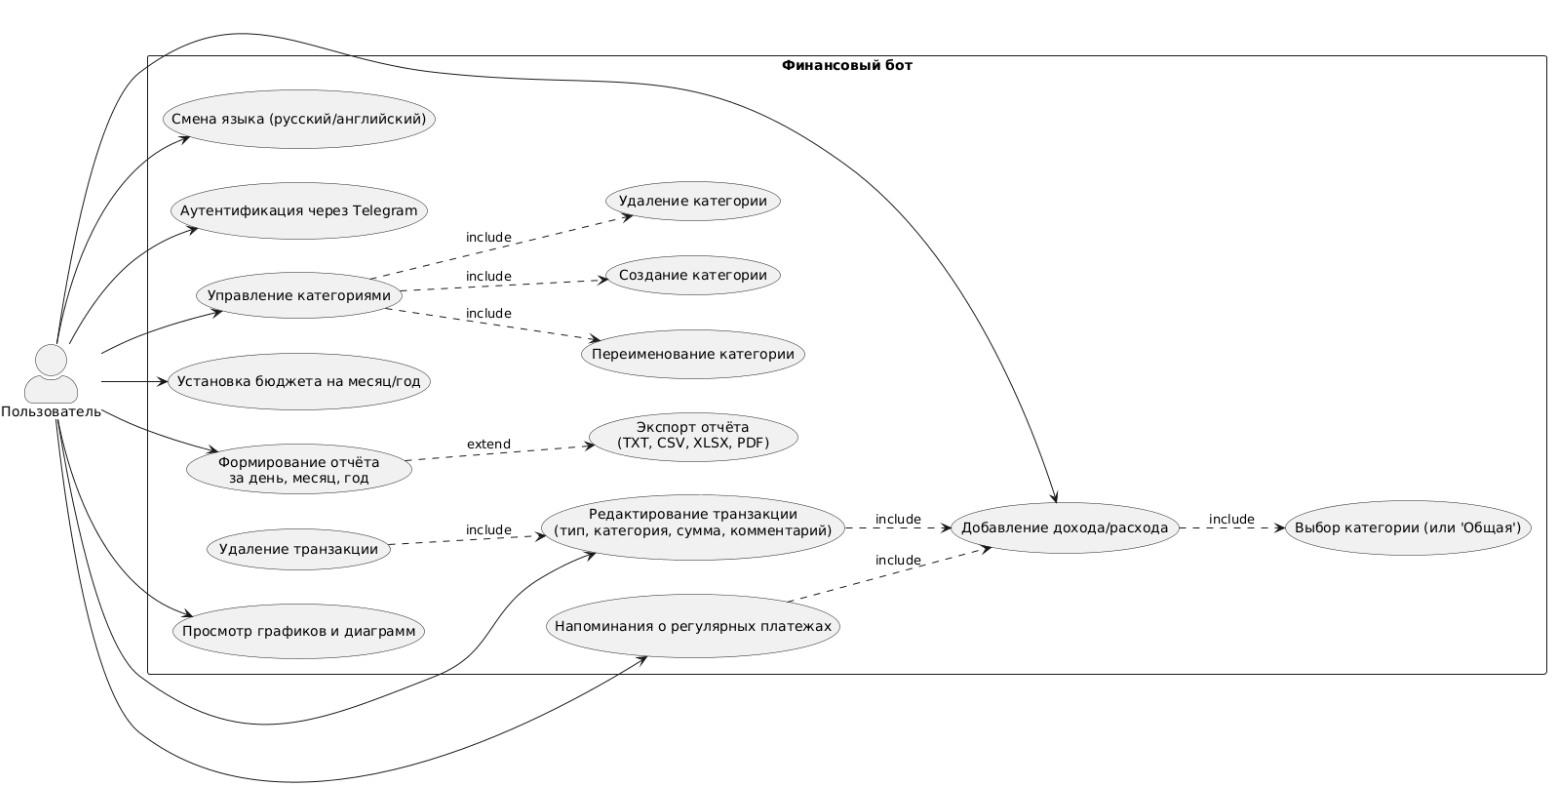 Финансовый бот
Смена языка (русский/английский)
Аутентификация через Telegram
Удаление категории
include
Создание категории
include
Управление категориями
include
Переименование категории
Установка бюджета на месяц/год
Пользователь
Экспорт отчёта
(TXT, CSV, XLSX, PDF)
extend
Формирование отчёта
за день, месяц, год
Редактирование транзакции
(тип, категория, сумма, комментарий)
include
Добавление дохода/расхода
include
Выбор категории (или 'Общая')
include
Удаление транзакции
include
Напоминания о регулярных платежах
Просмотр графиков и диаграмм